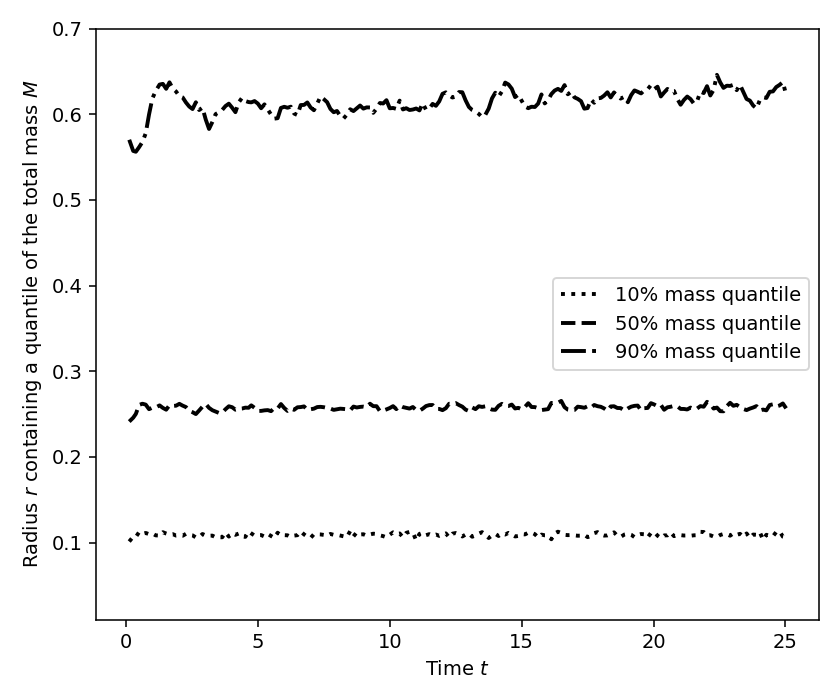 0.7
0.6
0.5
0.4
0.3
0.2
0.1
Radius r containing a quantile of the total mass M
10% mass quantile
50% mass quantile
90% mass quantile
0 5 10 15 20 25
Time t